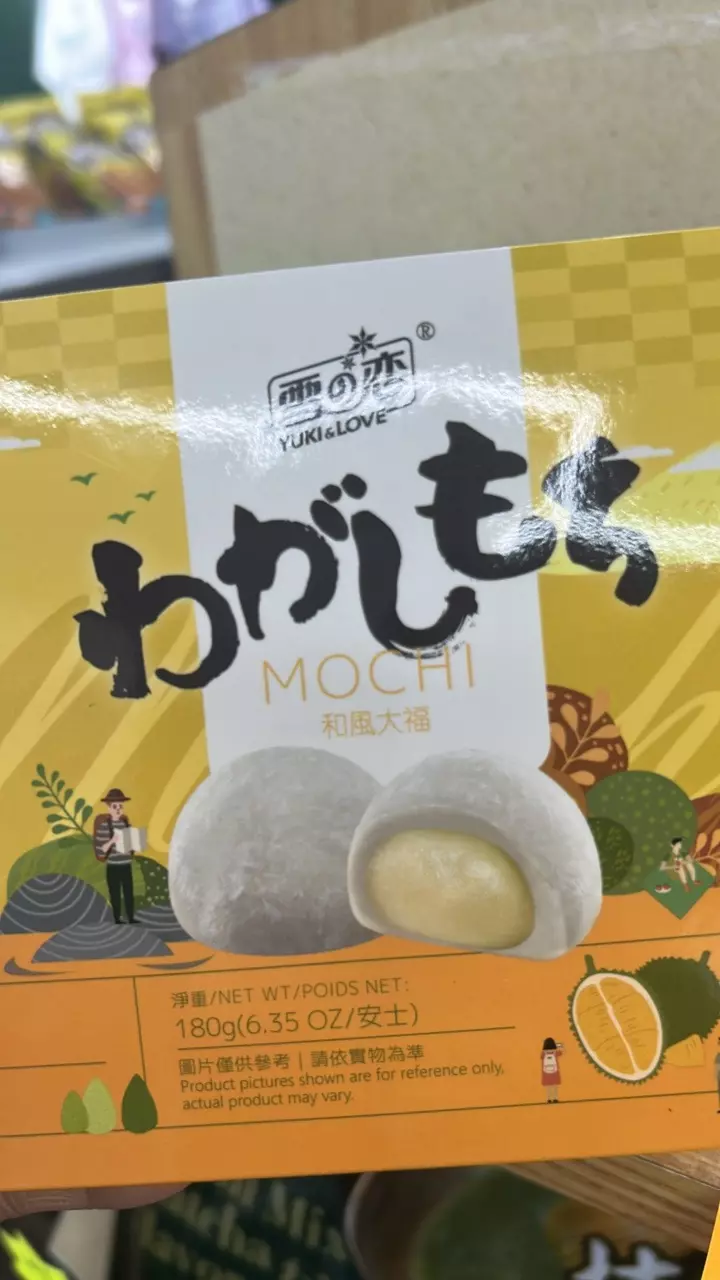 雪の恋®
YUKI&LOVE
わがしもち
MOCHI
和風大福
淨重/NET WT/POIDS NET:
180g(6.35 OZ/安士)
圖片僅供參考｜請依實物為準
Product pictures shown are for reference only,
actual product may vary.